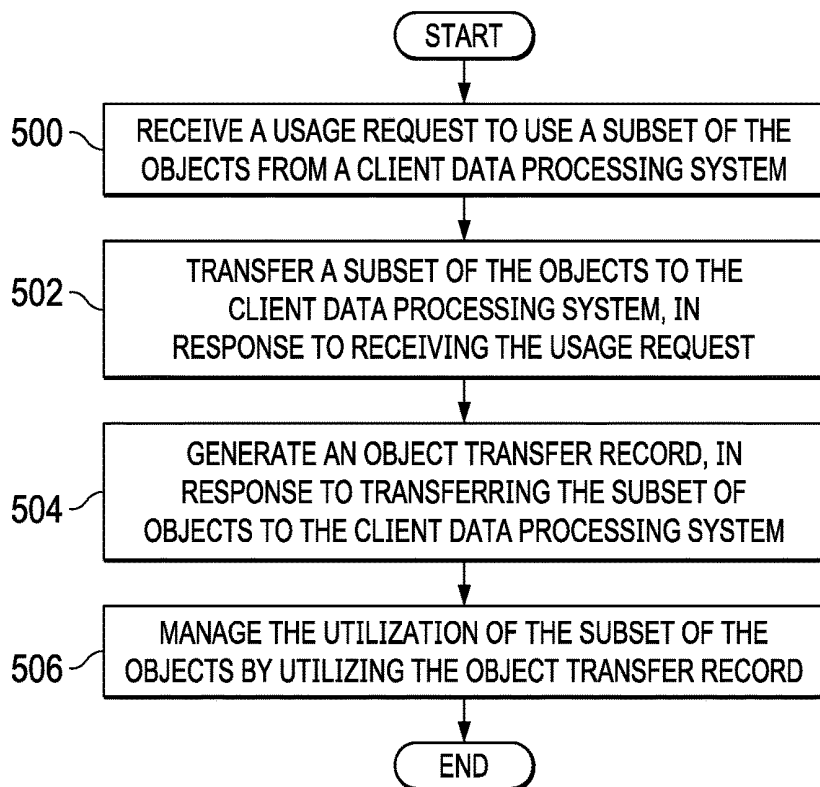 START
500
RECEIVE A USAGE REQUEST TO USE A SUBSET OF THE
OBJECTS FROM A CLIENT DATA PROCESSING SYSTEM
502
TRANSFER A SUBSET OF THE OBJECTS TO THE
CLIENT DATA PROCESSING SYSTEM, IN
RESPONSE TO RECEIVING THE USAGE REQUEST
504
GENERATE AN OBJECT TRANSFER RECORD, IN
RESPONSE TO TRANSFERRING THE SUBSET OF
OBJECTS TO THE CLIENT DATA PROCESSING SYSTEM
506
MANAGE THE UTILIZATION OF THE SUBSET OF THE
OBJECTS BY UTILIZING THE OBJECT TRANSFER RECORD
END